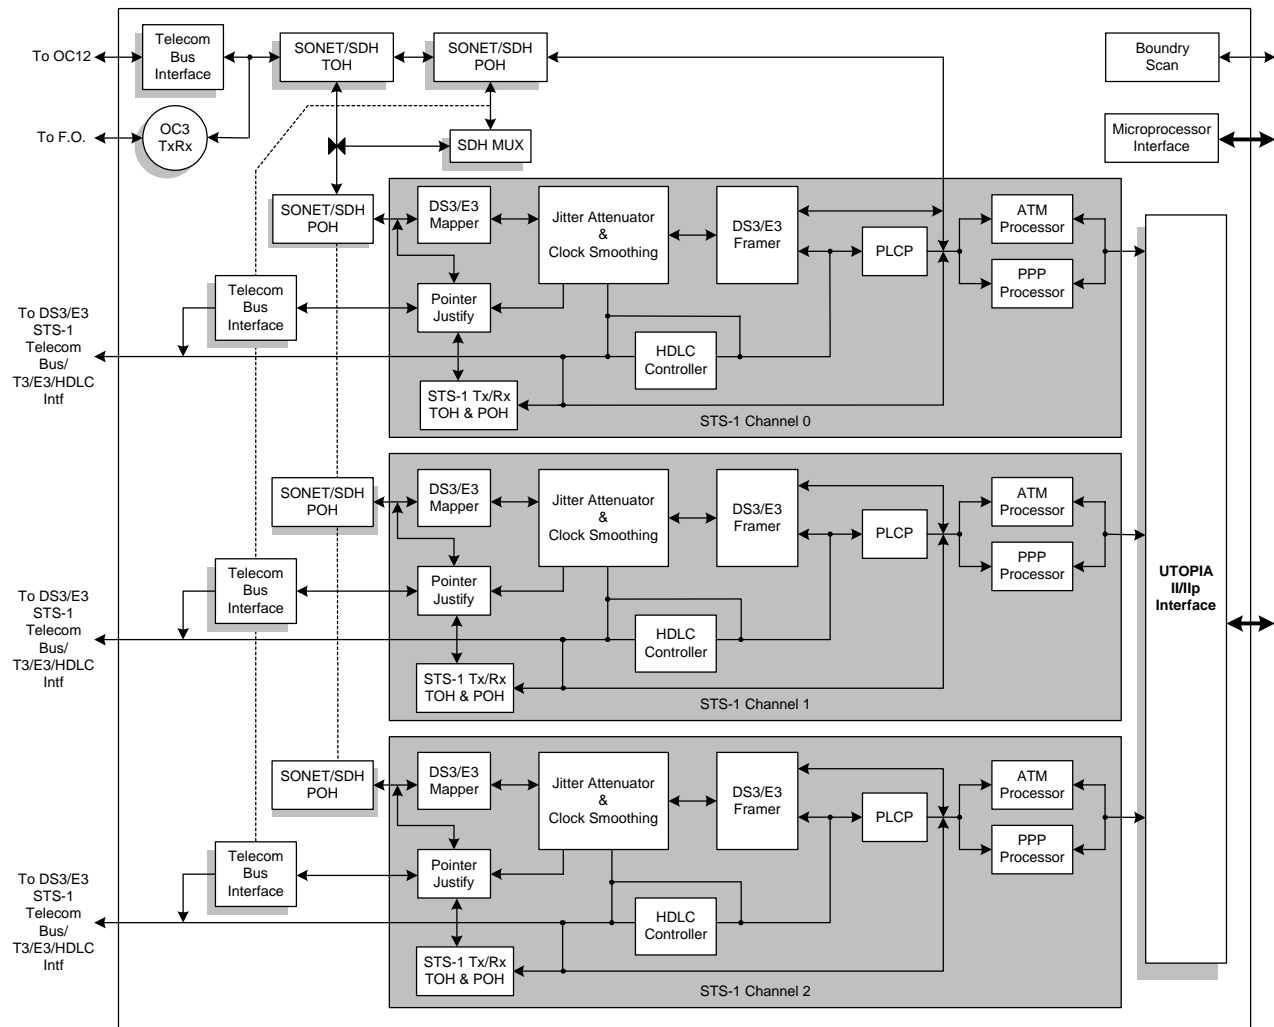 To OC12
Telecom
Bus
Interface
SONET/SDH
TOH
SONET/SDH
POH
Boundry
Scan
To F.O.
OC3
TxRx
SDH MUX
Microprocessor
Interface
SONET/SDH
POH
DS3/E3
Mapper
Jitter Attenuator
&
Clock Smoothing
DS3/E3
Framer
PLCP
ATM
Processor
PPP
Processor
To DS3/E3
STS-1
Telecom
Bus/
T3/E3/HDLC
Intf
Telecom
Bus
Interface
Pointer
Justify
HDLC
Controller
STS-1 Tx/Rx
TOH & POH
STS-1 Channel 0
SONET/SDH
POH
DS3/E3
Mapper
Jitter Attenuator
&
Clock Smoothing
DS3/E3
Framer
PLCP
ATM
Processor
PPP
Processor
To DS3/E3
STS-1
Telecom
Bus/
T3/E3/HDLC
Intf
Telecom
Bus
Interface
Pointer
Justify
HDLC
Controller
STS-1 Tx/Rx
TOH & POH
STS-1 Channel 1
UTOPIA
II/IIp
Interface
SONET/SDH
POH
DS3/E3
Mapper
Jitter Attenuator
&
Clock Smoothing
DS3/E3
Framer
PLCP
ATM
Processor
PPP
Processor
To DS3/E3
STS-1
Telecom
Bus/
T3/E3/HDLC
Intf
Telecom
Bus
Interface
Pointer
Justify
HDLC
Controller
STS-1 Tx/Rx
TOH & POH
STS-1 Channel 2